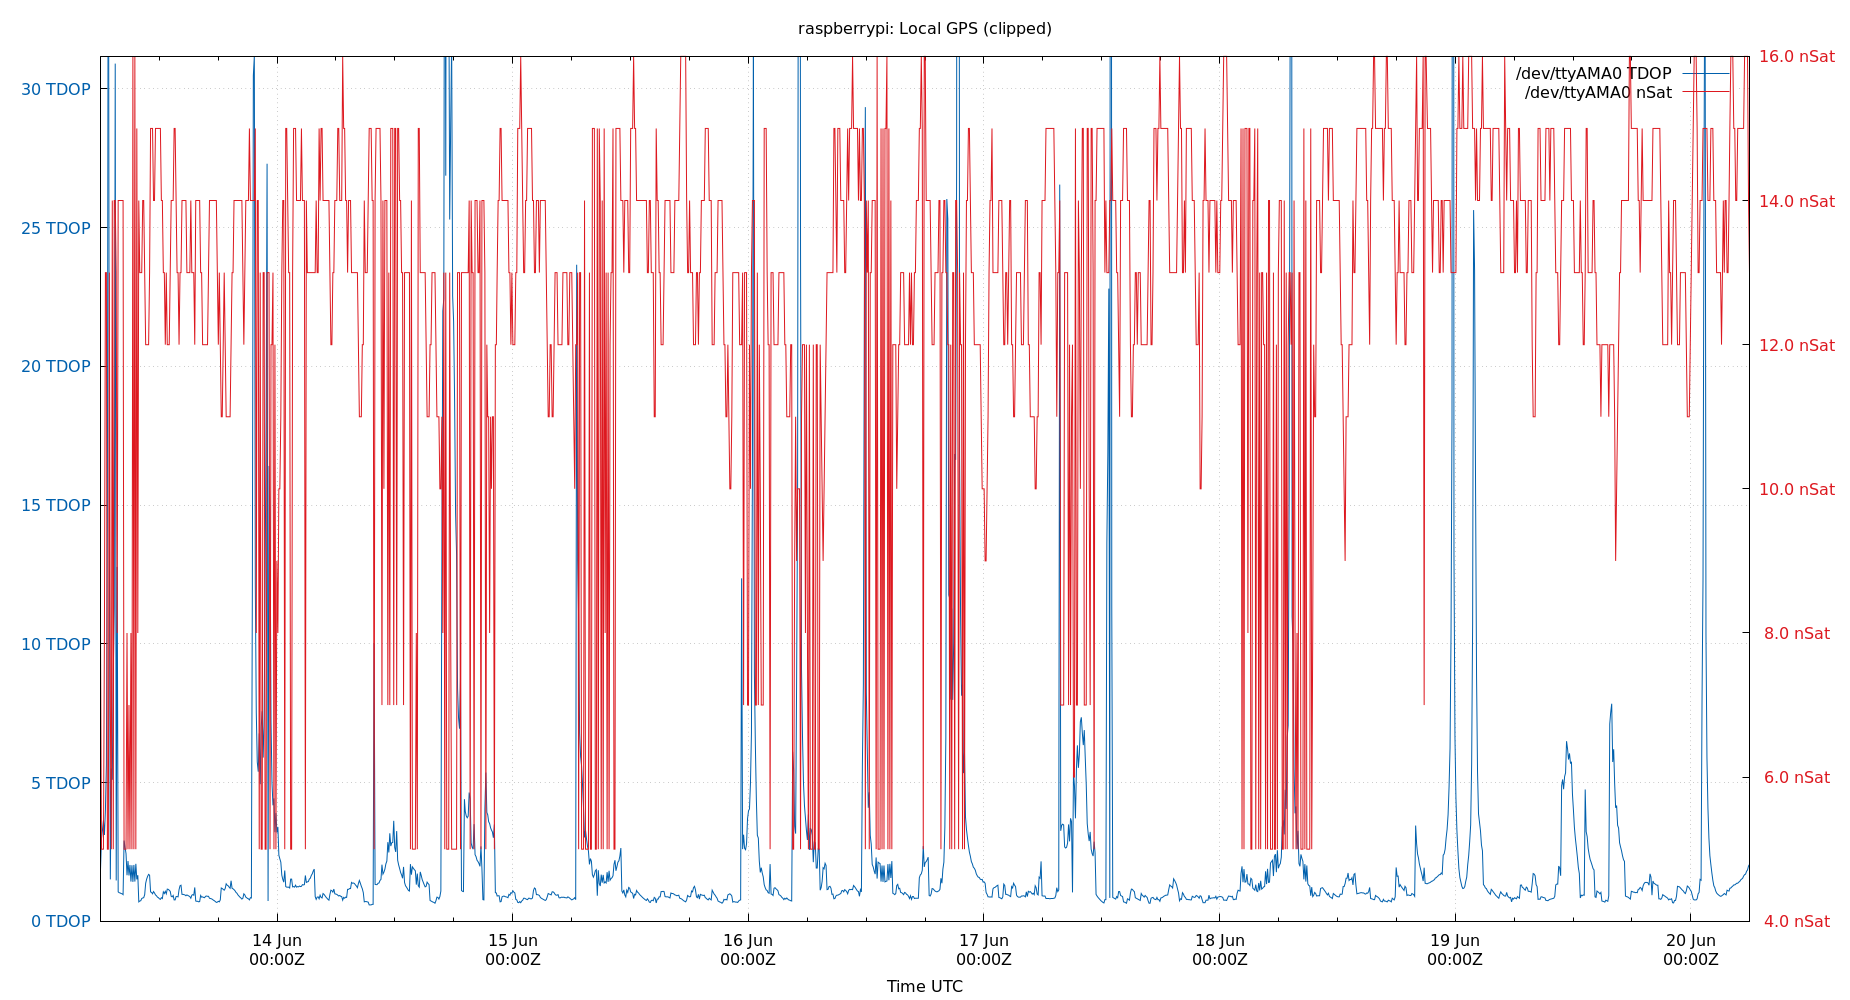 raspberrypi: Local GPS (clipped)
/dev/ttyAMA0 TDOP
/dev/ttyAMA0 nSat
30 TDOP
25 TDOP
20 TDOP
15 TDOP
10 TDOP
5 TDOP
0 TDOP
16.0 nSat
14.0 nSat
12.0 nSat
10.0 nSat
8.0 nSat
6.0 nSat
4.0 nSat
14 Jun
00:00Z
15 Jun
00:00Z
16 Jun
00:00Z
17 Jun
00:00Z
18 Jun
00:00Z
19 Jun
00:00Z
20 Jun
00:00Z
Time UTC